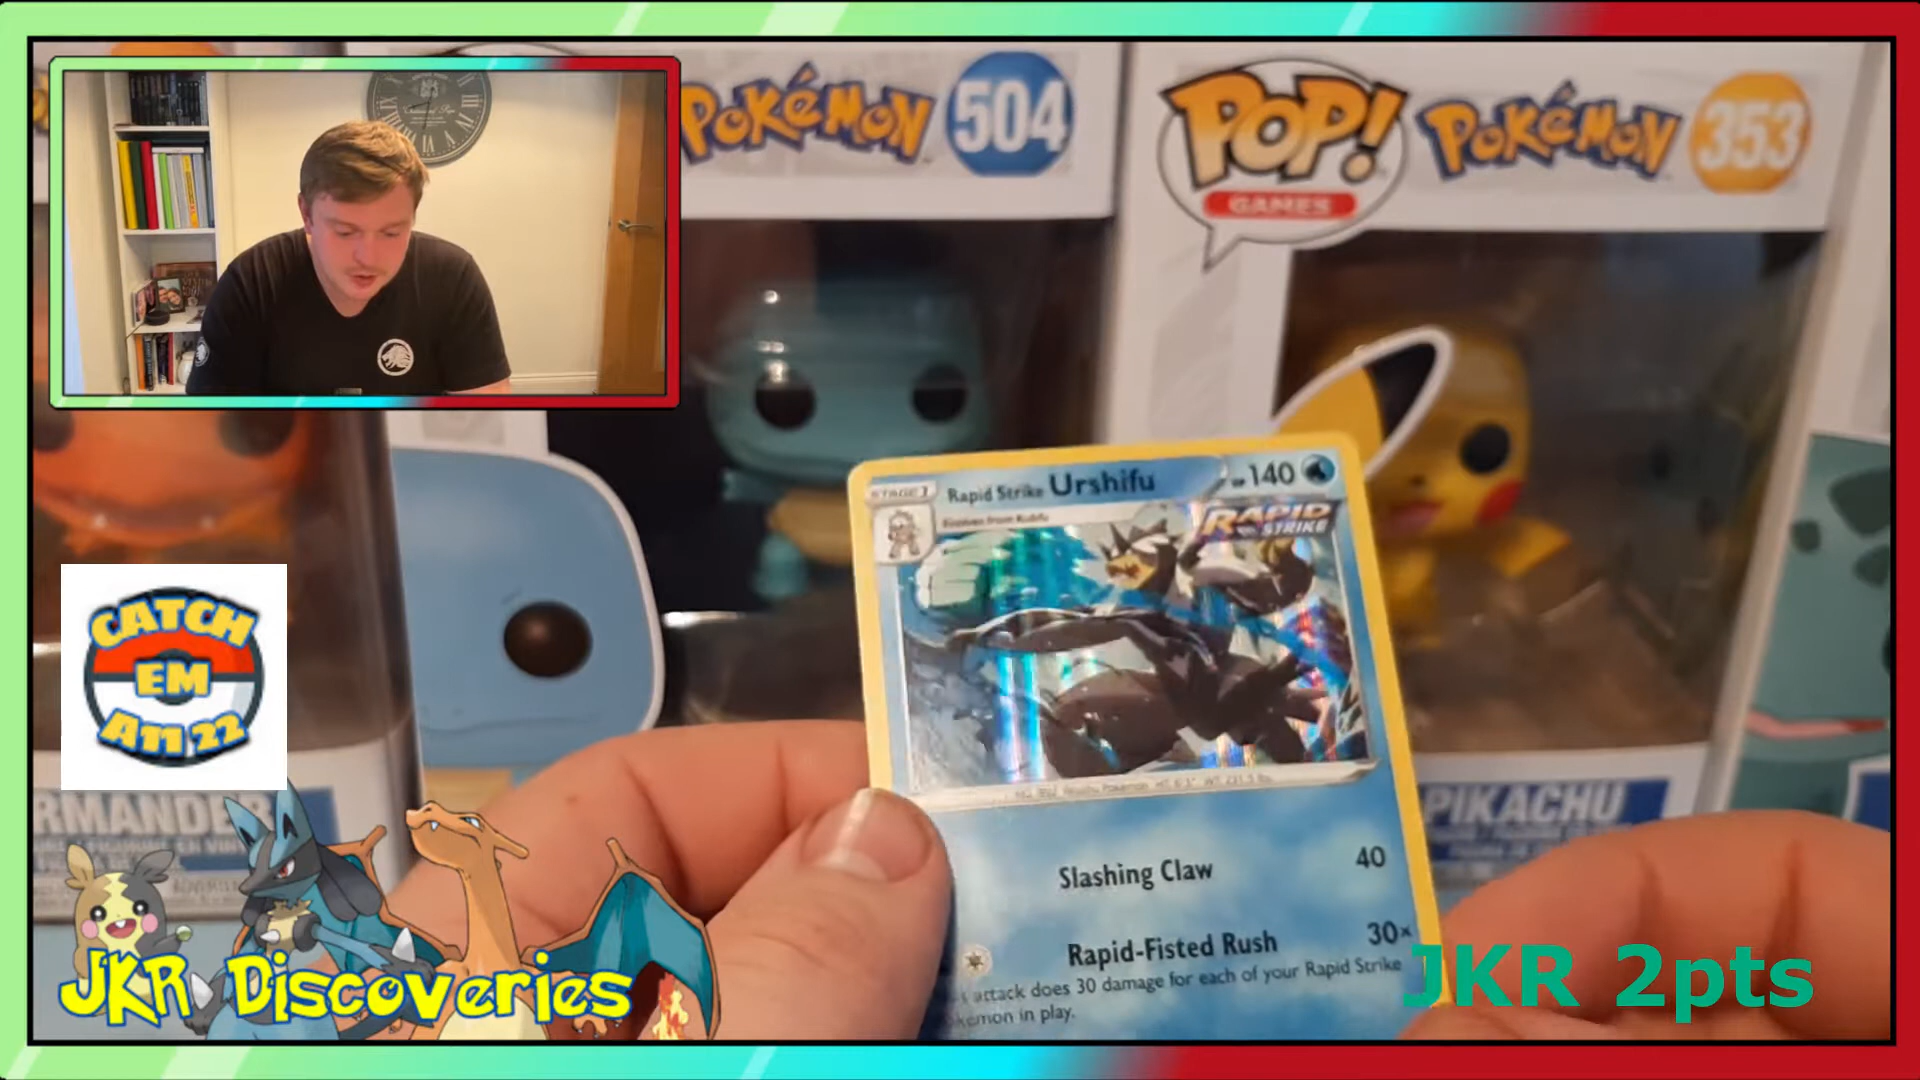 POKÉMON 504
POP! POKÉMON 353
GAMES
STAGE 1 Rapid Strike Urshifu 140
Evolves from Kubfu
RAPID STRIKE
CATCH
EM
A11 22
Slashing Claw 40
Rapid-Fisted Rush 30×
attack does 30 damage for each of your Rapid Strike
kémon in play.
RMANDER
PIKACHU
JKR Discoveries
JKR 2pts